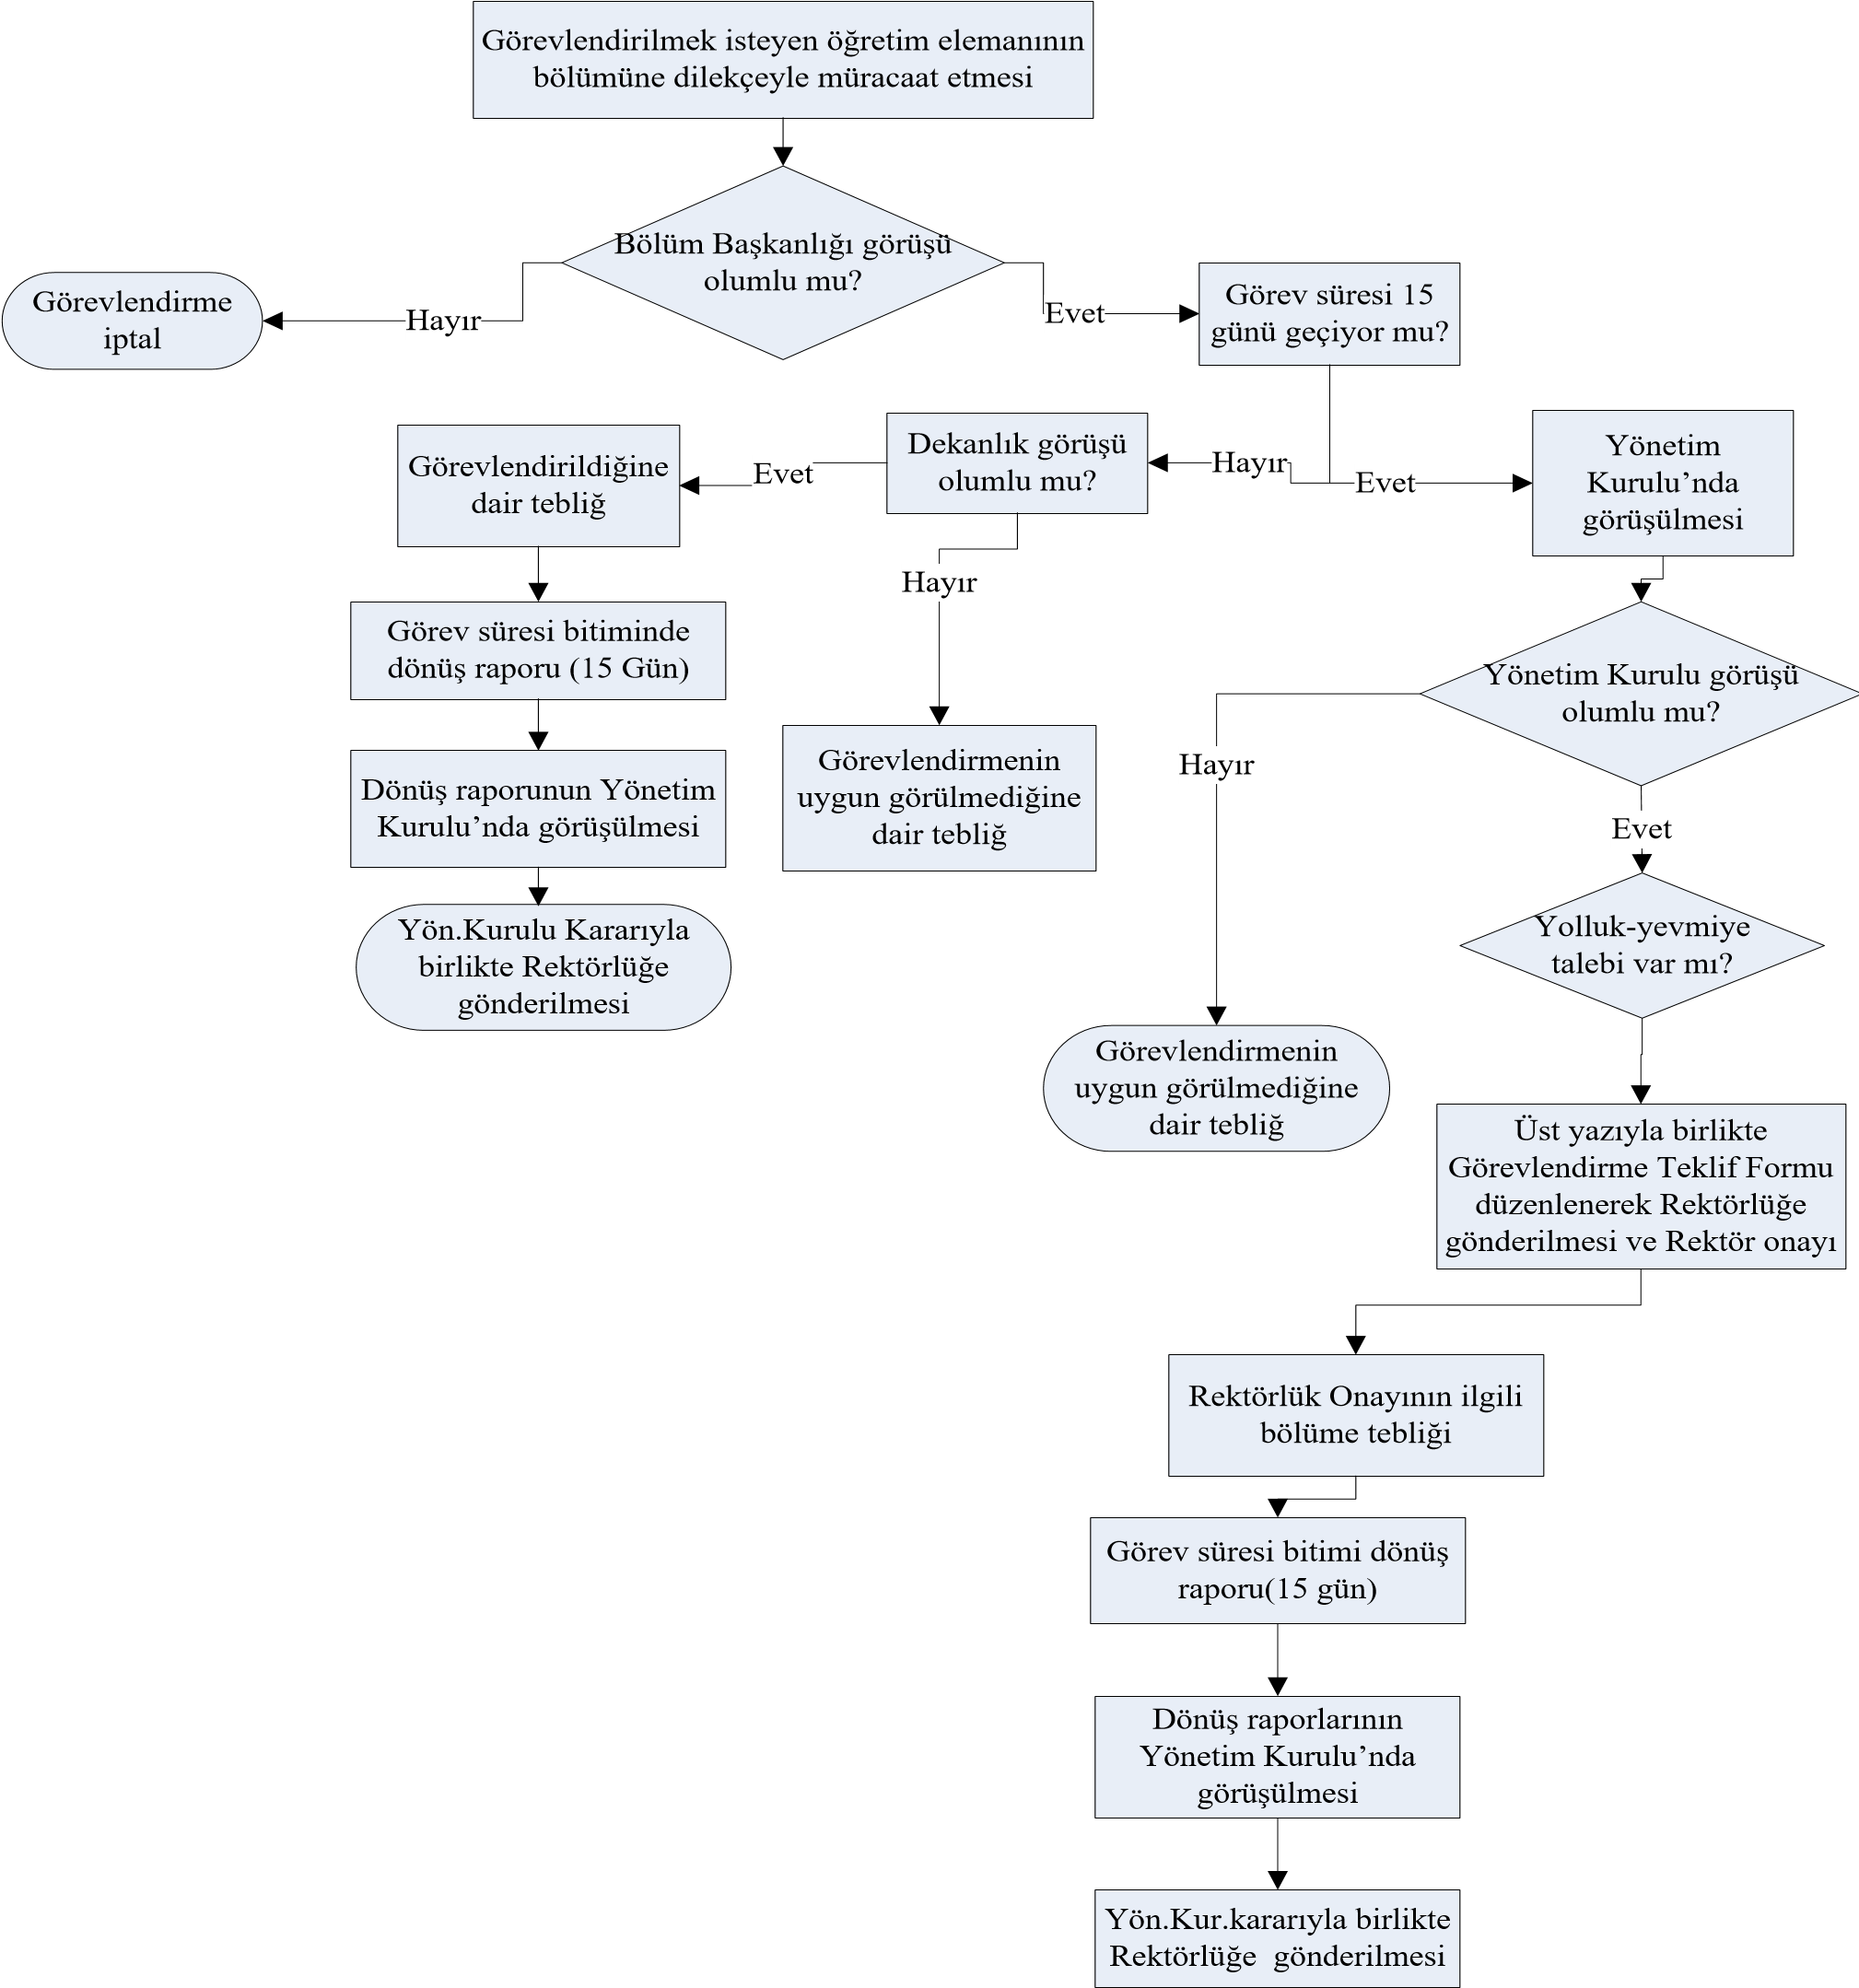 Görevlendirilmek isteyen öğretim elemanının
bölümüne dilekçeyle müracaat etmesi
Bölüm Başkanlığı görüşü
olumlu mu?
Görevlendirme
iptal
Hayır
Evet
Görev süresi 15
günü geçiyor mu?
Görevlendirildiğine
dair tebliğ
Evet
Dekanlık görüşü
olumlu mu?
Hayır
Evet
Yönetim
Kurulu’nda
görüşülmesi
Hayır
Görev süresi bitiminde
dönüş raporu (15 Gün)
Yönetim Kurulu görüşü
olumlu mu?
Dönüş raporunun Yönetim
Kurulu’nda görüşülmesi
Görevlendirmenin
uygun görülmediğine
dair tebliğ
Hayır
Evet
Yön.Kurulu Kararıyla
birlikte Rektörlüğe
gönderilmesi
Yolluk-yevmiye
talebi var mı?
Görevlendirmenin
uygun görülmediğine
dair tebliğ
Üst yazıyla birlikte
Görevlendirme Teklif Formu
düzenlenerek Rektörlüğe
gönderilmesi ve Rektör onayı
Rektörlük Onayının ilgili
bölüme tebliği
Görev süresi bitimi dönüş
raporu(15 gün)
Dönüş raporlarının
Yönetim Kurulu’nda
görüşülmesi
Yön.Kur.kararıyla birlikte
Rektörlüğe  gönderilmesi